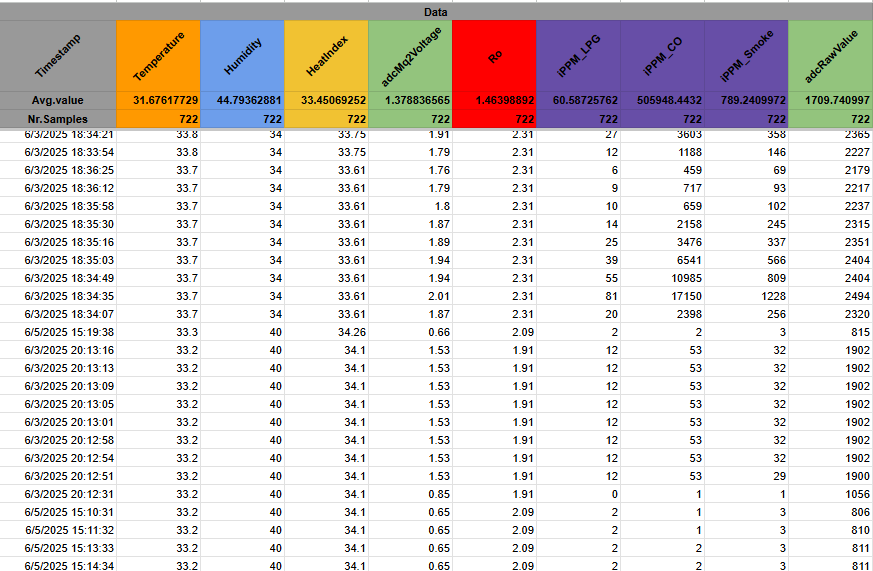 Data
Timestamp Temperature Humidity HeatIndex adcMq2Voltage Ro iPPM_LPG iPPM_CO iPPM_Smoke adcRawValue
Avg.value 31.67617729 44.79362881 33.45069252 1.378836565 1.46398892 60.58725762 505948.4432 789.2409972 1709.740997
Nr.Samples 722 722 722 722 722 722 722 722 722
6/3/2025 18:34:21 33.8 34 33.75 1.91 2.31 27 3603 358 2365
6/3/2025 18:33:54 33.8 34 33.75 1.79 2.31 12 1188 146 2227
6/3/2025 18:36:25 33.7 34 33.61 1.76 2.31 6 459 69 2179
6/3/2025 18:36:12 33.7 34 33.61 1.79 2.31 9 717 93 2217
6/3/2025 18:35:58 33.7 34 33.61 1.8 2.31 10 659 102 2237
6/3/2025 18:35:30 33.7 34 33.61 1.87 2.31 14 2158 245 2315
6/3/2025 18:35:16 33.7 34 33.61 1.89 2.31 25 3476 337 2351
6/3/2025 18:35:03 33.7 34 33.61 1.94 2.31 39 6541 566 2404
6/3/2025 18:34:49 33.7 34 33.61 1.94 2.31 55 10985 809 2404
6/3/2025 18:34:35 33.7 34 33.61 2.01 2.31 81 17150 1228 2494
6/3/2025 18:34:07 33.7 34 33.61 1.87 2.31 20 2398 256 2320
6/5/2025 15:19:38 33.3 40 34.26 0.66 2.09 2 2 3 815
6/3/2025 20:13:16 33.2 40 34.1 1.53 1.91 12 53 32 1902
6/3/2025 20:13:13 33.2 40 34.1 1.53 1.91 12 53 32 1902
6/3/2025 20:13:09 33.2 40 34.1 1.53 1.91 12 53 32 1902
6/3/2025 20:13:05 33.2 40 34.1 1.53 1.91 12 53 32 1902
6/3/2025 20:13:01 33.2 40 34.1 1.53 1.91 12 53 32 1902
6/3/2025 20:12:58 33.2 40 34.1 1.53 1.91 12 53 32 1902
6/3/2025 20:12:54 33.2 40 34.1 1.53 1.91 12 53 32 1902
6/3/2025 20:12:51 33.2 40 34.1 1.53 1.91 12 53 29 1900
6/3/2025 20:12:31 33.2 40 34.1 0.85 1.91 0 1 1 1056
6/5/2025 15:10:31 33.2 40 34.1 0.65 2.09 2 1 3 806
6/5/2025 15:11:32 33.2 40 34.1 0.65 2.09 2 1 3 810
6/5/2025 15:13:33 33.2 40 34.1 0.65 2.09 2 2 3 811
6/5/2025 15:14:34 33.2 40 34.1 0.65 2.09 2 2 3 811